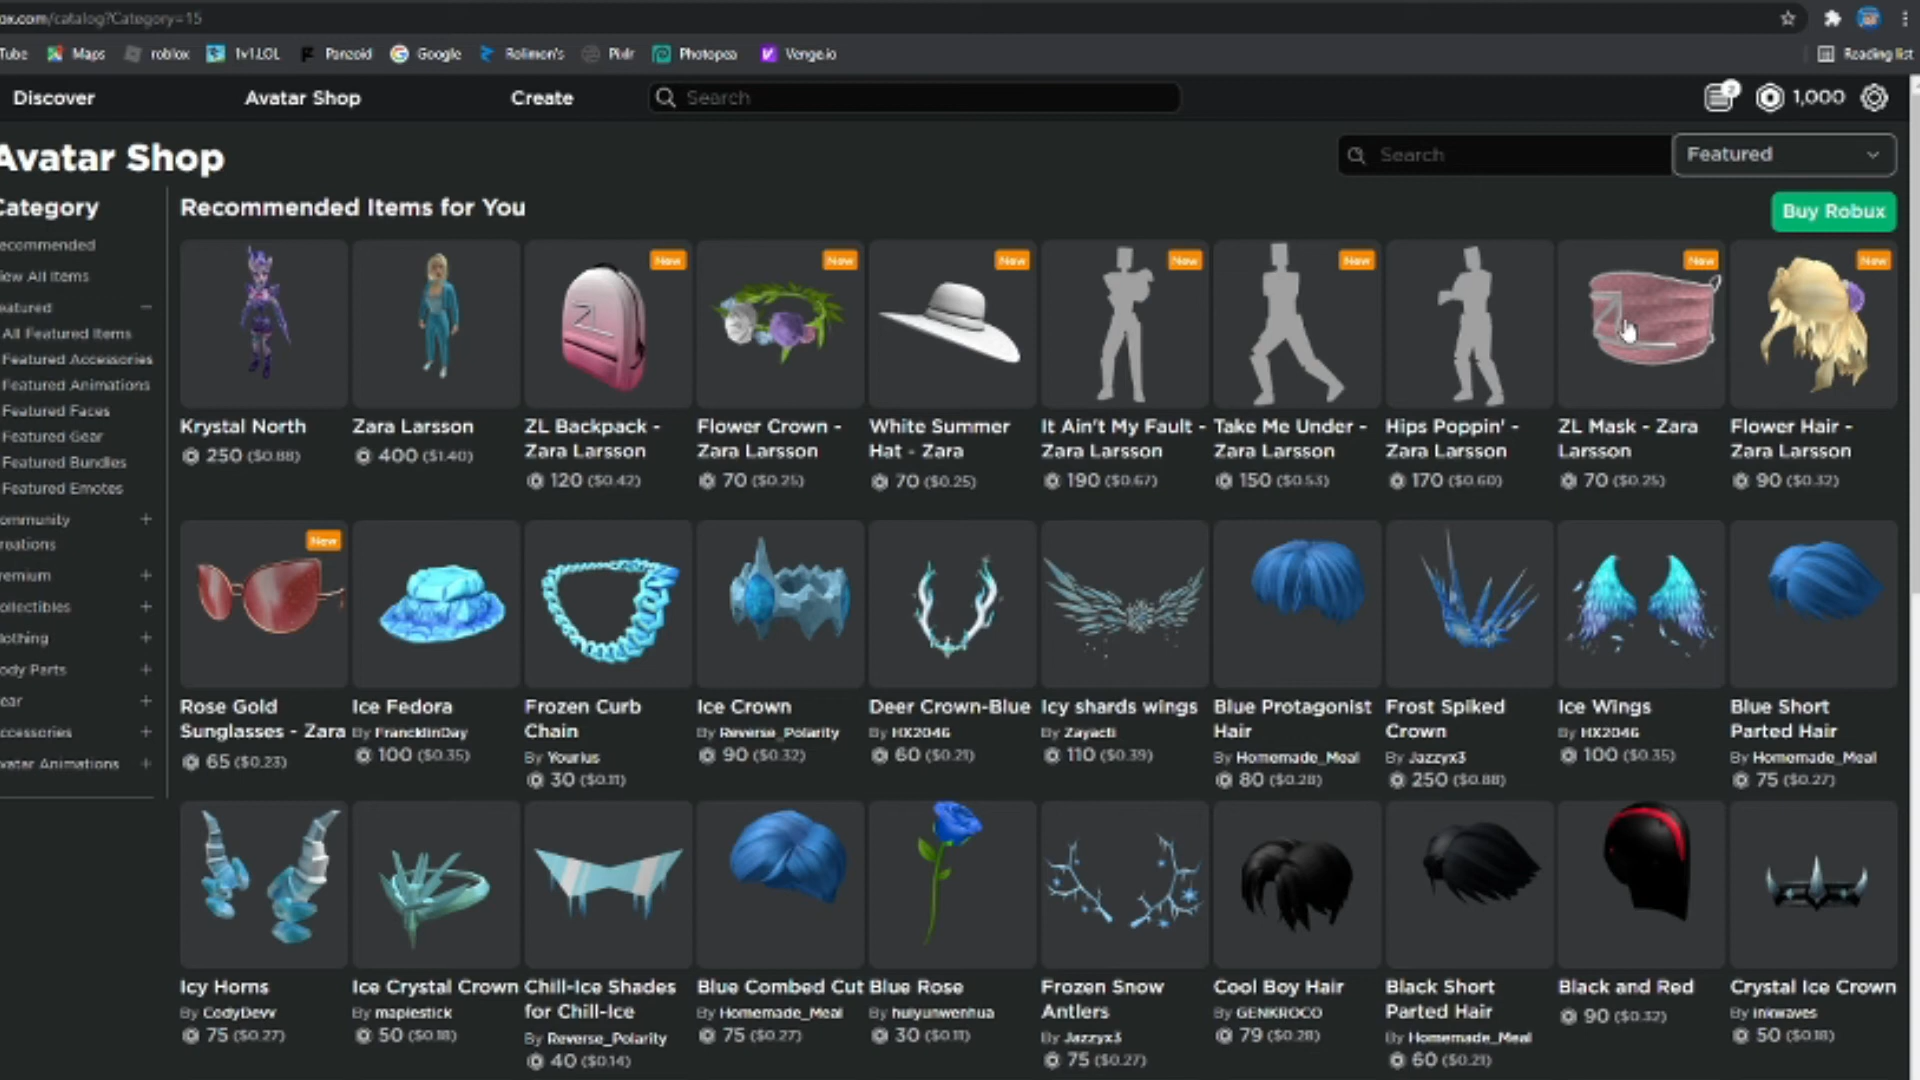 ox.com/catalog?Category=15
Tube Maps roblox 1v1.LOL Panzoid Google Rolimon's Pixlr Photopea Venge.io Reading list
Discover Avatar Shop Create Search 2 1,000
Avatar Shop Search Featured
Category Recommended Items for You Buy Robux
ecommended
iew All Items
eatured
All Featured Items
Featured Accessories
Featured Animations
Featured Faces
Featured Gear
Featured Bundles
Featured Emotes
ommunity
reations
remium
ollectibles
lothing
ody Parts
ear
ccessories
vatar Animations
New New New New New New New
ZL
Krystal North Zara Larsson ZL Backpack - Flower Crown - White Summer It Ain't My Fault - Take Me Under - Hips Poppin' - ZL Mask - Zara Flower Hair -
Zara Larsson Zara Larsson Hat - Zara Zara Larsson Zara Larsson Zara Larsson Larsson Zara Larsson
250 ($0.88) 400 ($1.40) 120 ($0.42) 70 ($0.25) 70 ($0.25) 190 ($0.67) 150 ($0.53) 170 ($0.60) 70 ($0.25) 90 ($0.32)
New
Rose Gold Ice Fedora Frozen Curb Ice Crown Deer Crown-Blue Icy shards wings Blue Protagonist Frost Spiked Ice Wings Blue Short
Sunglasses - Zara By FrancklinDay Chain By Reverse_Polarity By HX2046 By Zayacti Hair Crown By HX2046 Parted Hair
65 ($0.23) 100 ($0.35) By Yourius 90 ($0.32) 60 ($0.21) 110 ($0.39) By Homemade_Meal By Jazzyx3 100 ($0.35) By Homemade_Meal
30 ($0.11) 80 ($0.28) 250 ($0.88) 75 ($0.27)
Icy Horns Ice Crystal Crown Chill-Ice Shades Blue Combed Cut Blue Rose Frozen Snow Cool Boy Hair Black Short Black and Red Crystal Ice Crown
By CodyDevv By maplestick for Chill-Ice By Homemade_Meal By huiyunwenhua Antlers By GENKROCO Parted Hair 90 ($0.32) By inkwaves
75 ($0.27) 50 ($0.18) By Reverse_Polarity 75 ($0.27) 30 ($0.11) By Jazzyx3 79 ($0.28) By Homemade_Meal 50 ($0.18)
40 ($0.14) 75 ($0.27) 60 ($0.21)